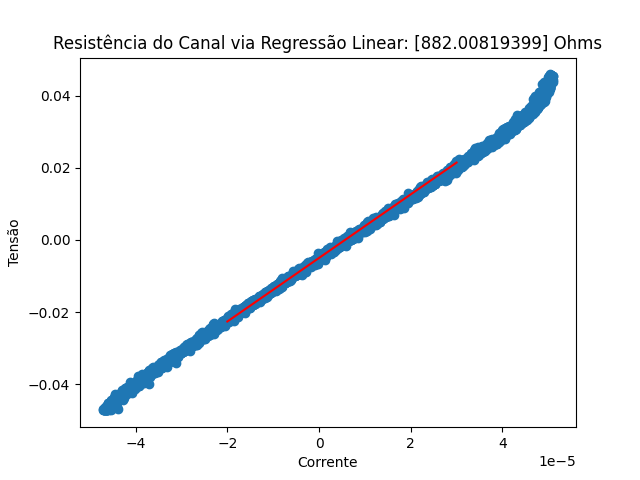 Resistência do Canal via Regressão Linear: [882.00819399] Ohms
Tensão
0.04
0.02
0.00
−0.02
−0.04
−4
−2
0
2
4
1e−5
Corrente